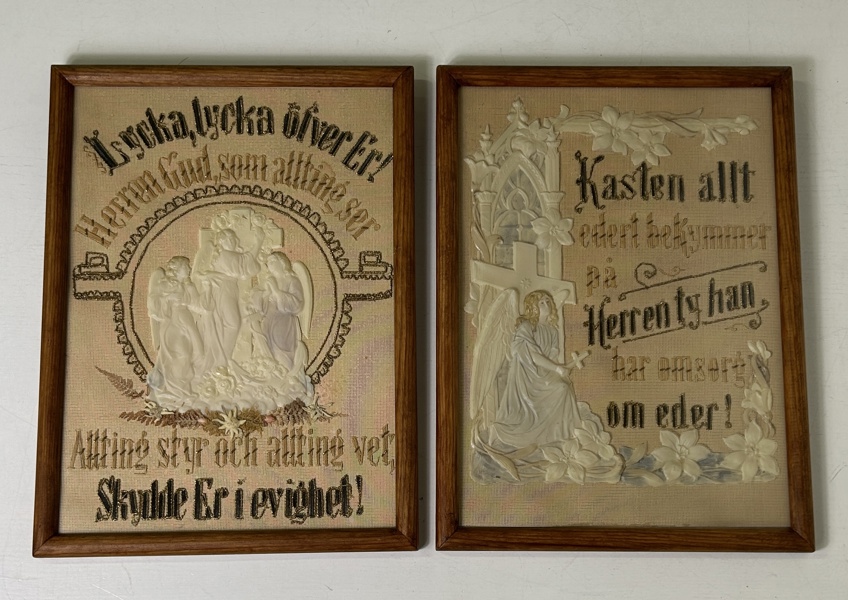 Lycka, lycka öfver Er!
Herren Gud, som allting ser
Allting styr och allting vet,
Skydde Er i evighet!
Kasten allt
edert bekymmer
på
Herren ty han
har omsorg
om eder!